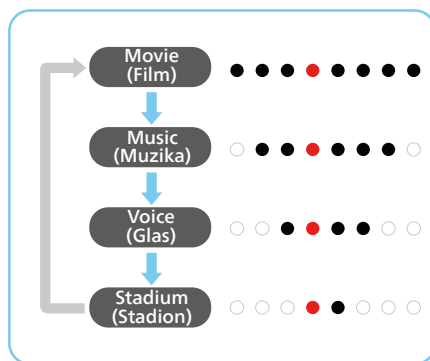 Movie
(Film)
Music
(Muzika)
Voice
(Glas)
Stadium
(Stadion)